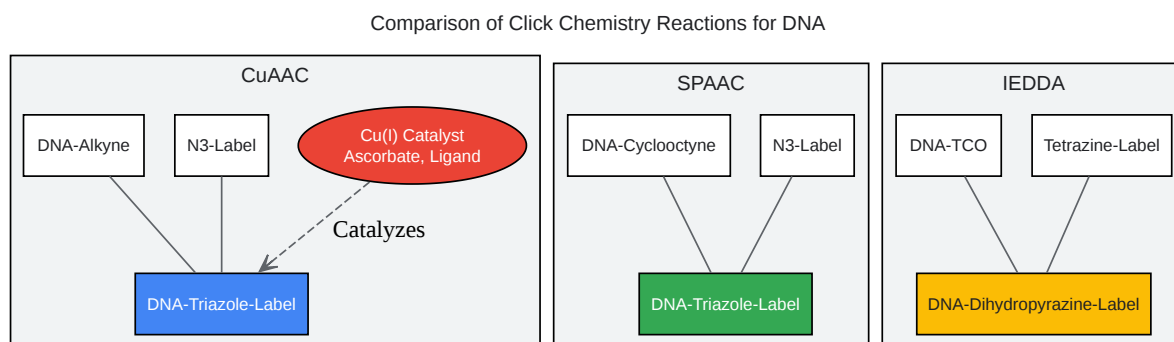 Comparison of Click Chemistry Reactions for DNA
CuAAC
DNA-Alkyne
N3-Label
Cu(I) Catalyst
Ascorbate, Ligand
Catalyzes
DNA-Triazole-Label
SPAAC
DNA-Cyclooctyne
N3-Label
DNA-Triazole-Label
IEDDA
DNA-TCO
Tetrazine-Label
DNA-Dihydropyrazine-Label